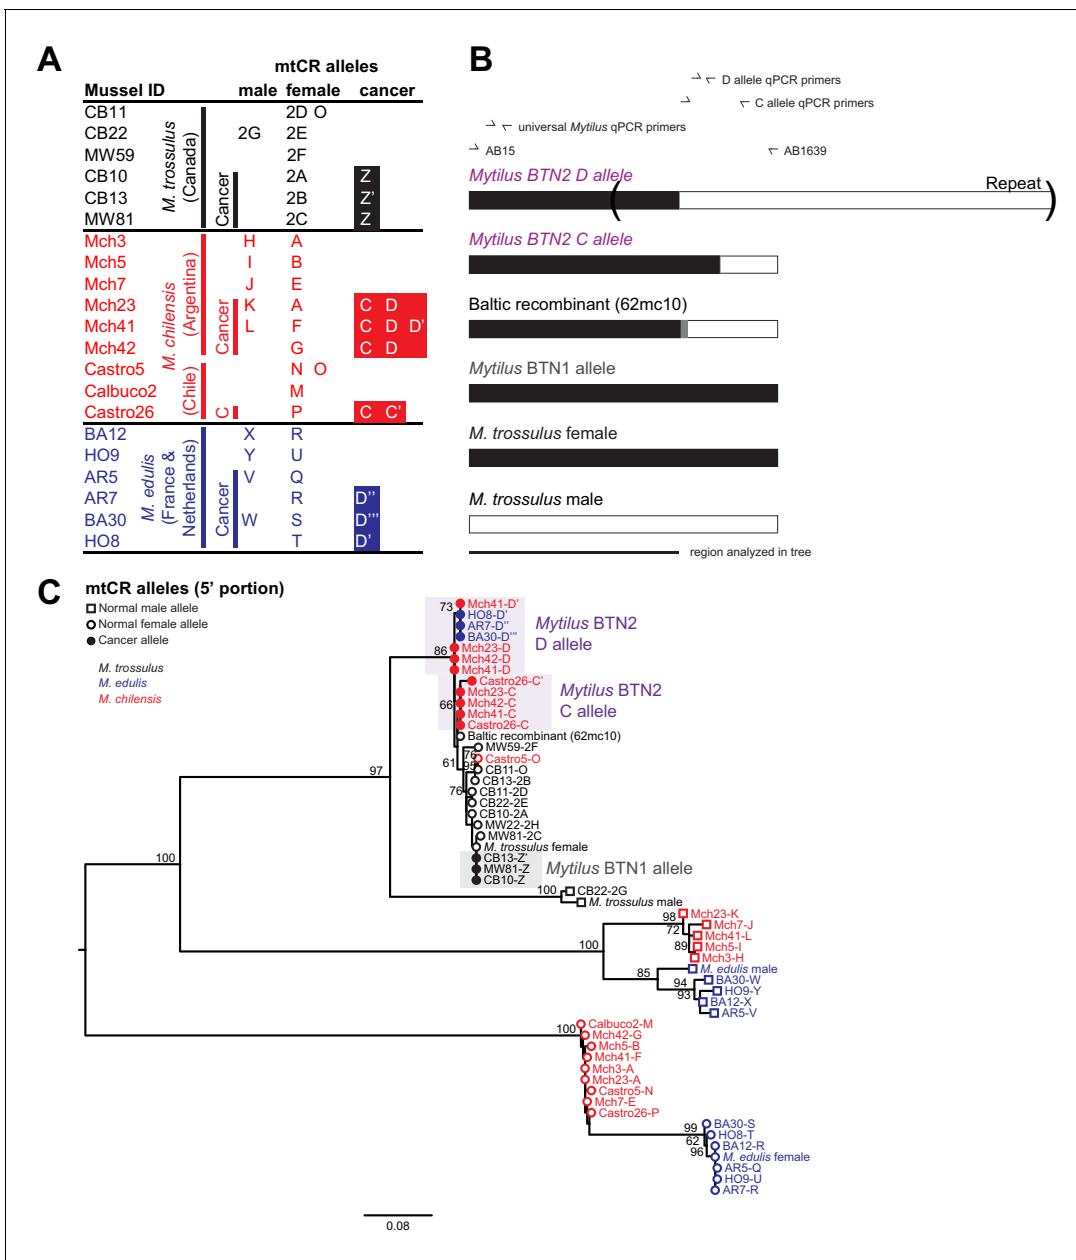 A
mtCR alleles
Mussel ID male female cancer
CB11 2D O
CB22 2G 2E
MW59 2F
CB10 2A Z
CB13 2B Z'
MW81 2C Z
M. trossulus
(Canada)
Cancer
Mch3 H A
Mch5 I B
Mch7 J E
Mch23 K A C D
Mch41 L F C D D'
Mch42 G C D
Castro5 N O
Calbuco2 M
Castro26 P C C'
M. chilensis
(Argentina)
(Chile)
Cancer
C
BA12 X R
HO9 Y U
AR5 V Q
AR7 R D''
BA30 W S D'''
HO8 T D'
M. edulis
(France &
Netherlands)
Cancer
B
D allele qPCR primers
C allele qPCR primers
universal Mytilus qPCR primers
AB15
AB1639
Mytilus BTN2 D allele
Repeat
( )
Mytilus BTN2 C allele
Baltic recombinant (62mc10)
Mytilus BTN1 allele
M. trossulus female
M. trossulus male
region analyzed in tree
C
mtCR alleles (5' portion)
Normal male allele
Normal female allele
Cancer allele
M. trossulus
M. edulis
M. chilensis
73
Mch41-D'
HO8-D'
AR7-D''
BA30-D'''
86
Mch23-D
Mch42-D
Mch41-D
Mytilus BTN2
D allele
Castro26-C'
Mch23-C
66
Mch42-C
Mch41-C
Castro26-C
Mytilus BTN2
C allele
Baltic recombinant (62mc10)
MW59-2F
61
76
Castro5-O
95
CB11-O
97
CB13-2B
76
CB11-2D
CB22-2E
CB10-2A
MW22-2H
MW81-2C
M. trossulus female
CB13-Z'
MW81-Z
CB10-Z
Mytilus BTN1 allele
100
100
CB22-2G
M. trossulus male
98
Mch23-K
72
Mch7-J
Mch41-L
100
89
Mch5-I
Mch3-H
85
M. edulis male
94
BA30-W
93
HO9-Y
BA12-X
AR5-V
100
Calbuco2-M
Mch42-G
Mch5-B
Mch41-F
Mch3-A
Mch23-A
Castro5-N
Mch7-E
Castro26-P
99
BA30-S
HO8-T
62
BA12-R
96
M. edulis female
AR5-Q
HO9-U
AR7-R
0.08